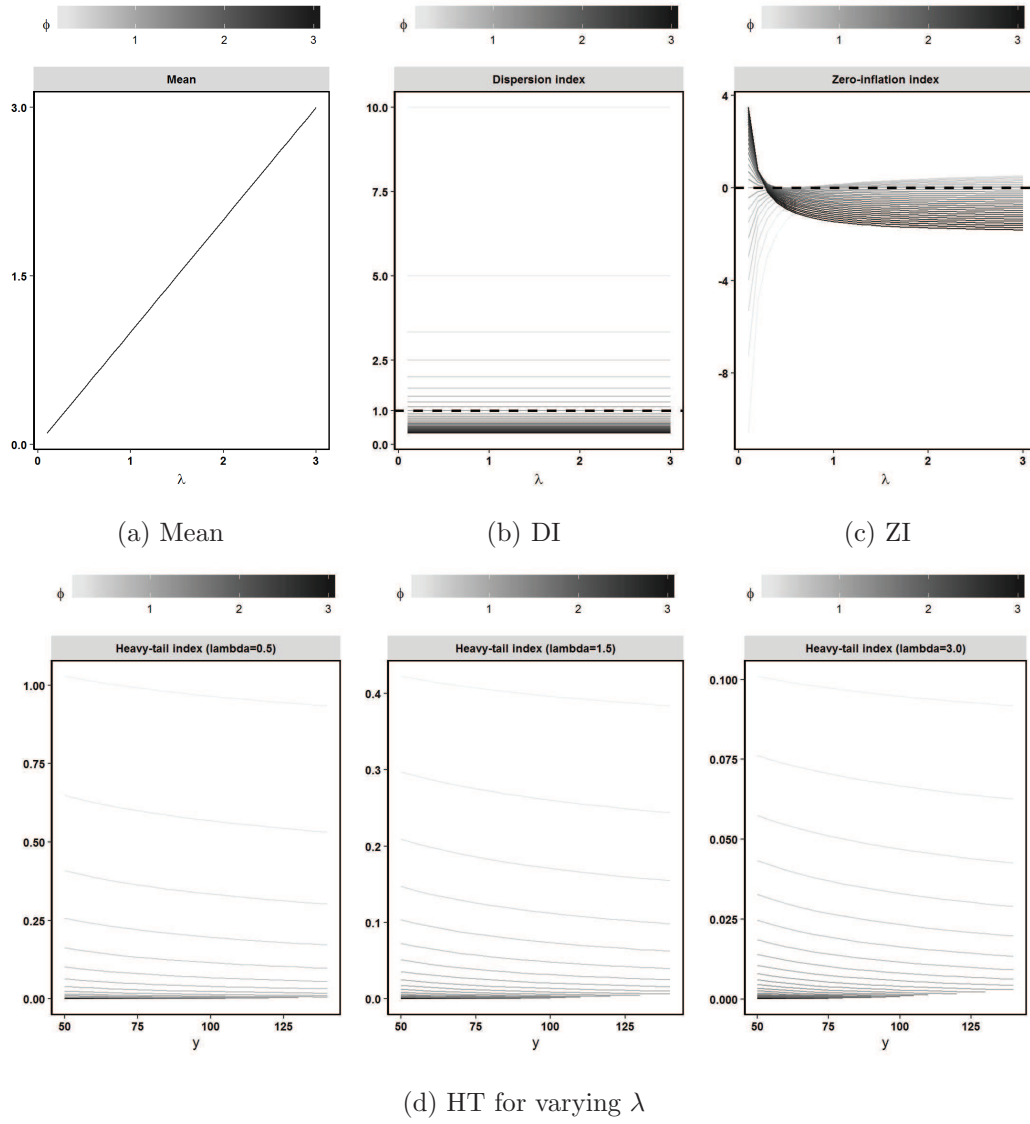 ϕ 1 2 3
ϕ 1 2 3
ϕ 1 2 3
Mean
3.0
1.5
0.0
0 1 2 3
λ
Dispersion index
10.0
7.5
5.0
2.5
1.0
0.0
0 1 2 3
λ
Zero-inflation index
4
0
-4
-8
0 1 2 3
λ
(a) Mean
(b) DI
(c) ZI
ϕ 1 2 3
ϕ 1 2 3
ϕ 1 2 3
Heavy-tail index (lambda=0.5)
1.00
0.75
0.50
0.25
0.00
50 75 100 125
y
Heavy-tail index (lambda=1.5)
0.4
0.3
0.2
0.1
0.0
50 75 100 125
y
Heavy-tail index (lambda=3.0)
0.100
0.075
0.050
0.025
0.000
50 75 100 125
y
(d) HT for varying λ